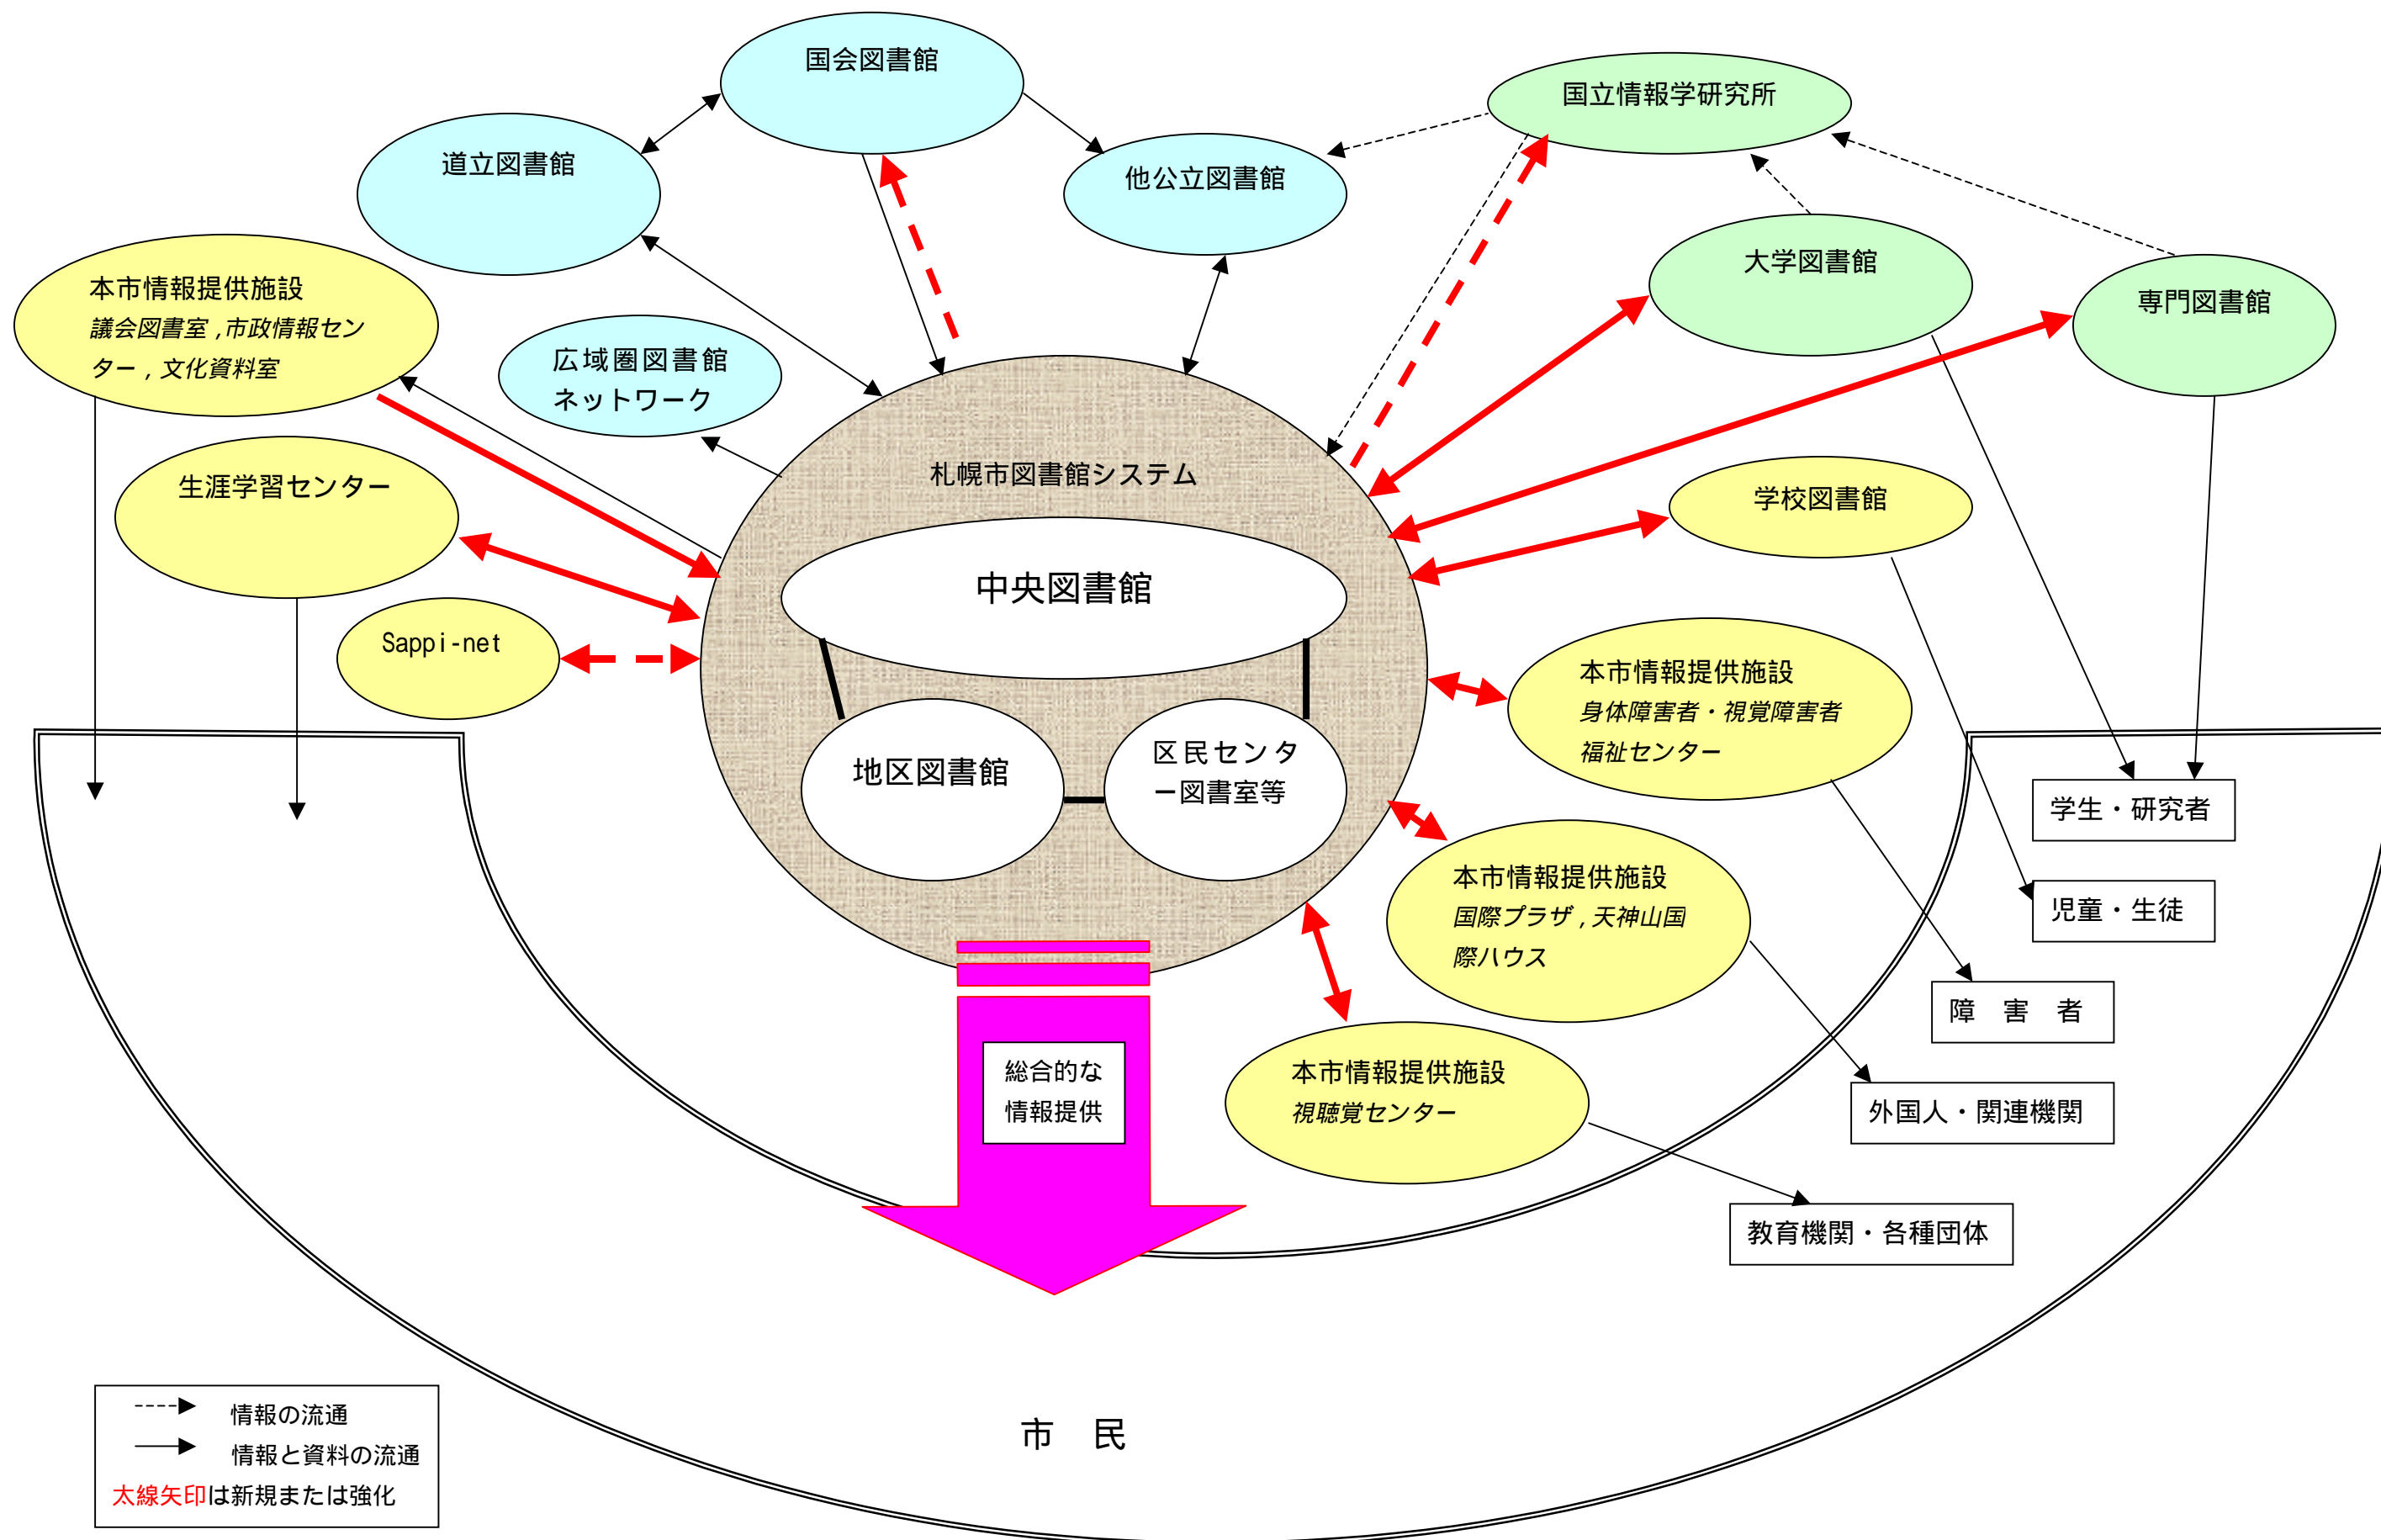 国会図書館
国立情報学研究所
道立図書館
他公立図書館
大学図書館
専門図書館
本市情報提供施設
議会図書室，市政情報セン
ター，文化資料室
広域圏図書館
ネットワーク
生涯学習センター
札幌市図書館システム
学校図書館
中央図書館
Sappi-net
本市情報提供施設
身体障害者・視覚障害者
福祉センター
地区図書館
区民センタ
ー図書室等
学生・研究者
本市情報提供施設
国際プラザ，天神山国
際ハウス
児童・生徒
障　害　者
総合的な
情報提供
本市情報提供施設
視聴覚センター
外国人・関連機関
教育機関・各種団体
市　民
情報の流通
情報と資料の流通
太線矢印は新規または強化